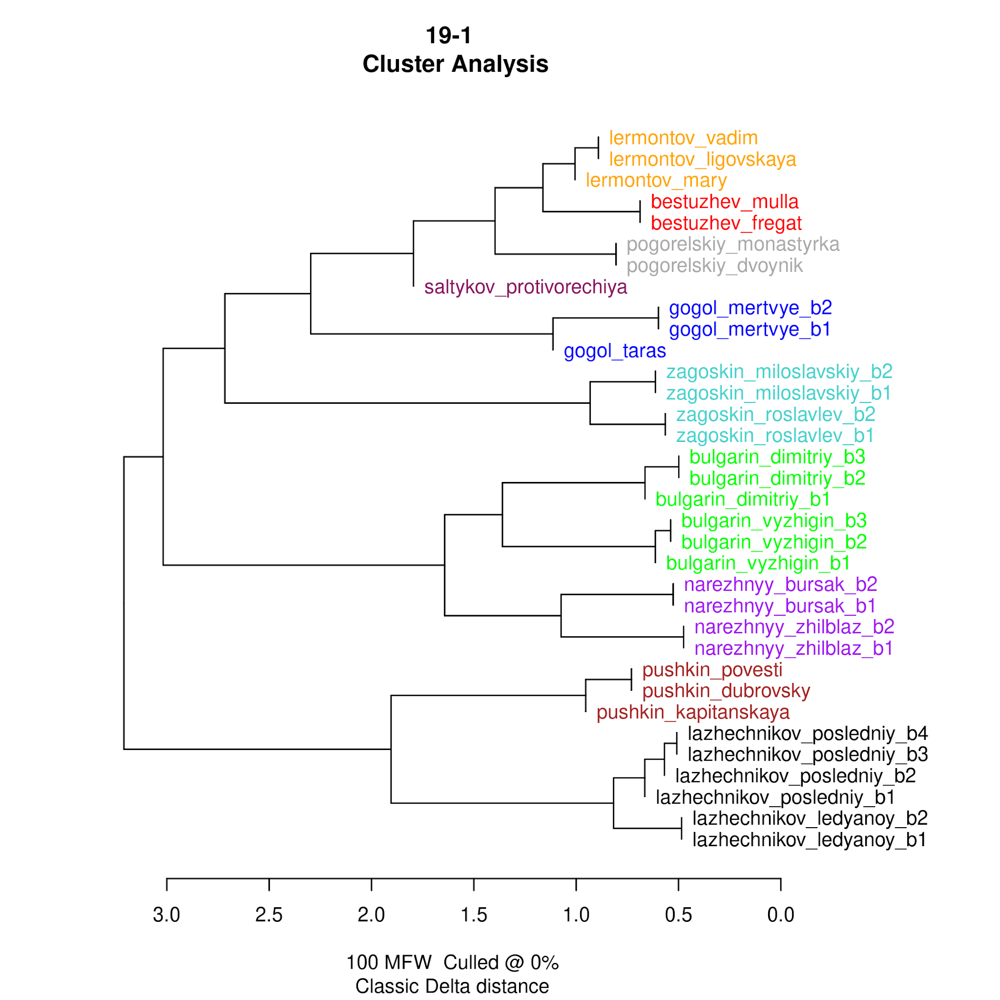 19-1
Cluster Analysis
lermontov_vadim
lermontov_ligovskaya
lermontov_mary
bestuzhev_mulla
bestuzhev_fregat
pogorelskiy_monastyrka
pogorelskiy_dvoynik
saltykov_protivorechiya
gogol_mertvye_b2
gogol_mertvye_b1
gogol_taras
zagoskin_miloslavskiy_b2
zagoskin_miloslavskiy_b1
zagoskin_roslavlev_b2
zagoskin_roslavlev_b1
bulgarin_dimitriy_b3
bulgarin_dimitriy_b2
bulgarin_dimitriy_b1
bulgarin_vyzhigin_b3
bulgarin_vyzhigin_b2
bulgarin_vyzhigin_b1
narezhnyy_bursak_b2
narezhnyy_bursak_b1
narezhnyy_zhilblaz_b2
narezhnyy_zhilblaz_b1
pushkin_povesti
pushkin_dubrovsky
pushkin_kapitanskaya
lazhechnikov_posledniy_b4
lazhechnikov_posledniy_b3
lazhechnikov_posledniy_b2
lazhechnikov_posledniy_b1
lazhechnikov_ledyanoy_b2
lazhechnikov_ledyanoy_b1
3.0 2.5 2.0 1.5 1.0 0.5 0.0
100 MFW  Culled @ 0%
Classic Delta distance